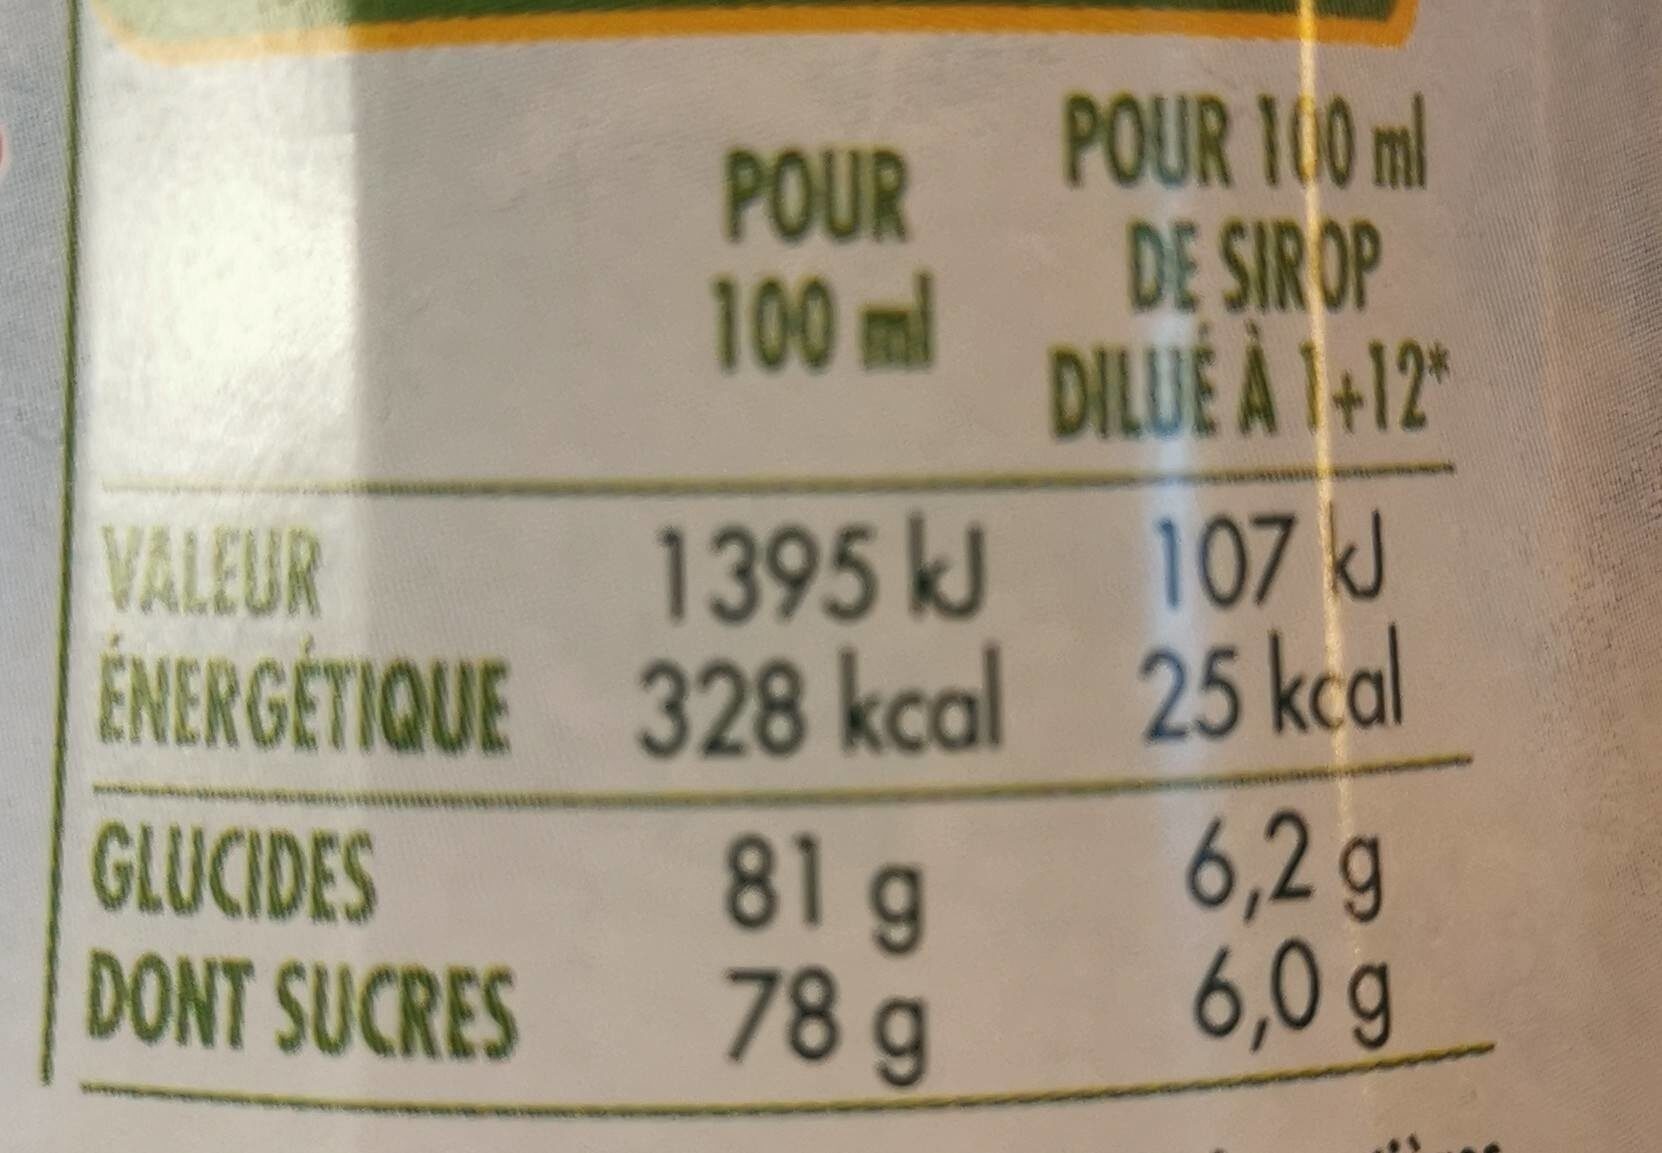 POUR
100 ml
POUR 100 ml
DE SIROP
DILUÉ À 1+12*
VALEUR
ÉNERGÉTIQUE
1395 kJ
328 kcal
107 kJ
25 kcal
GLUCIDES 81 g 6,2 g
DONT SUCRES 78 g 6,0 g